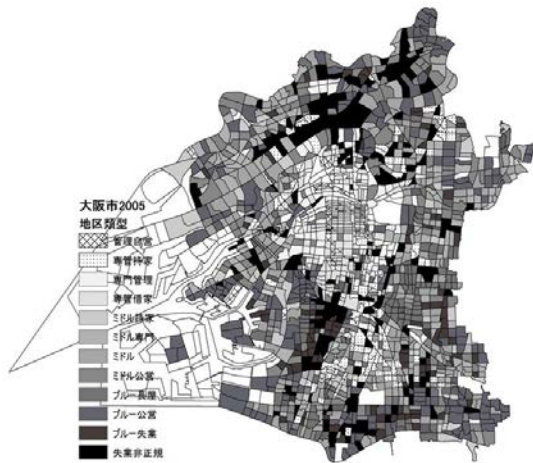 大阪市2005
地区類型
管理自営
専管持家
専門管理
専管借家
ミドル持家
ミドル専門
ミドル
ミドル公営
ブルー長屋
ブルー公営
ブルー失業
失業非正規